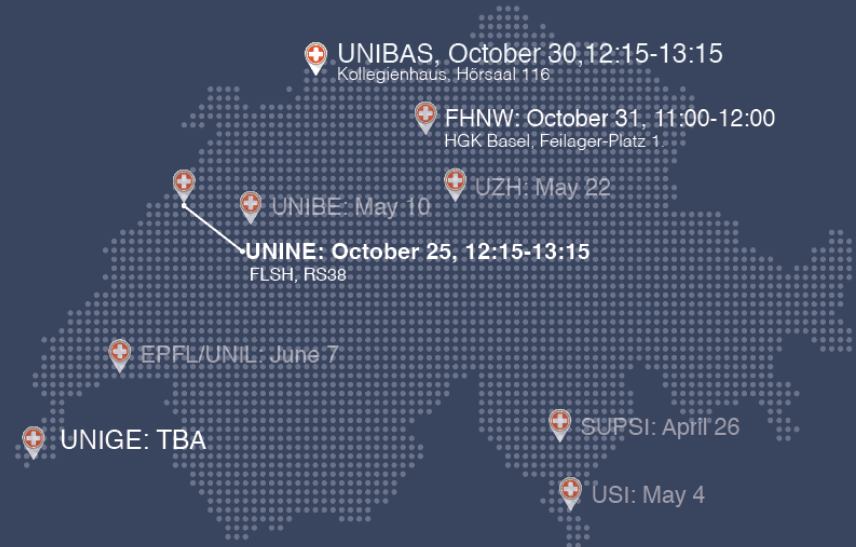 UNIBAS, October 30,12:15-13:15
Kollegienhaus, Hörsaal 116
FHNW: October 31, 11:00-12:00
HGK Basel, Feilager-Platz 1.
UZH: May 22
UNIBE: May 10
UNINE: October 25, 12:15-13:15
FLSH, RS38
EPFL/UNIL: June 7
UNIGE: TBA
SUPSI: April 26
USI: May 4